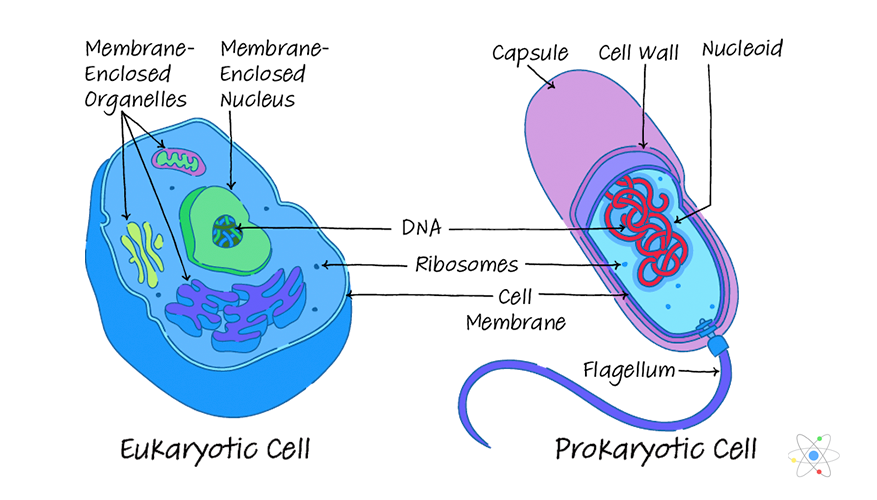 Membrane-
Enclosed
Organelles
Membrane-
Enclosed
Nucleus
Capsule
Cell Wall
Nucleoid
DNA
Ribosomes
Cell
Membrane
Flagellum
Eukaryotic Cell
Prokaryotic Cell